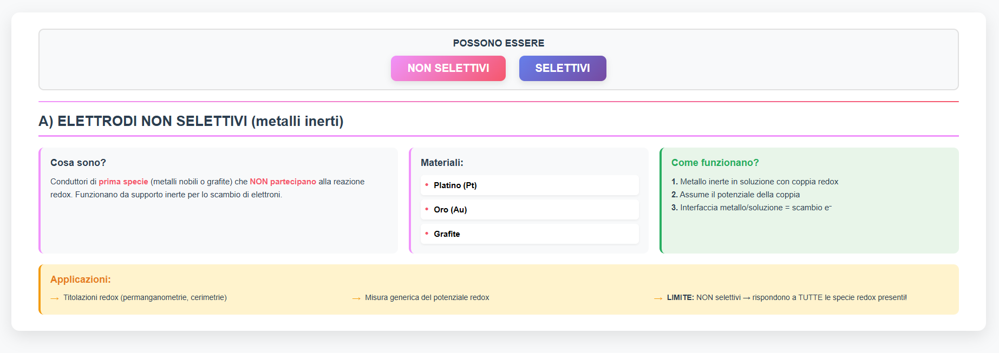 POSSONO ESSERE
NON SELETTIVI
SELETTIVI
A) ELETTRODI NON SELETTIVI (metalli inerti)
Cosa sono?
Conduttori di prima specie (metalli nobili o grafite) che NON partecipano alla reazione
redox. Funzionano da supporto inerte per lo scambio di elettroni.
Materiali:
• Platino (Pt)
• Oro (Au)
• Grafite
Come funzionano?
1. Metallo inerte in soluzione con coppia redox
2. Assume il potenziale della coppia
3. Interfaccia metallo/soluzione = scambio e⁻
Applicazioni:
→ Titolazioni redox (permanganometrie, cerimetrie)
→ Misura generica del potenziale redox
→ LIMITE: NON selettivi → rispondono a TUTTE le specie redox presenti!